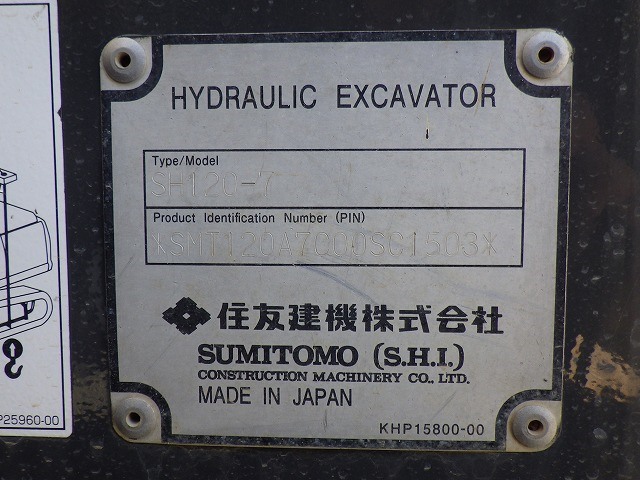 HYDRAULIC EXCAVATOR
Type/Model
SH120-7
Product Identification Number (PIN)
*SMT120A7C00SC1503*
住友建機株式会社
SUMITOMO (S.H.I.)
CONSTRUCTION MACHINERY CO., LTD.
MADE IN JAPAN
KHP15800-00
P25960-00